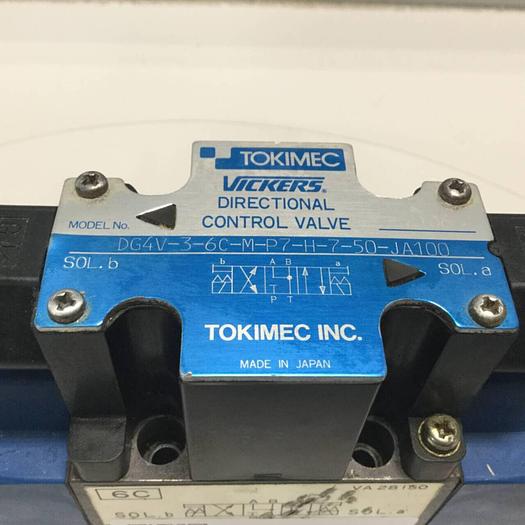 TOKIMEC
VICKERS®
DIRECTIONAL
CONTROL VALVE
MODEL No.
DG4V-3-6C-M-P7-H-7-50-JA100
SOL.b
SOL.a
b A B a
T
P T
TOKIMEC INC.
MADE IN JAPAN
6C
VA28150
A B
SOL.b
SOL.a